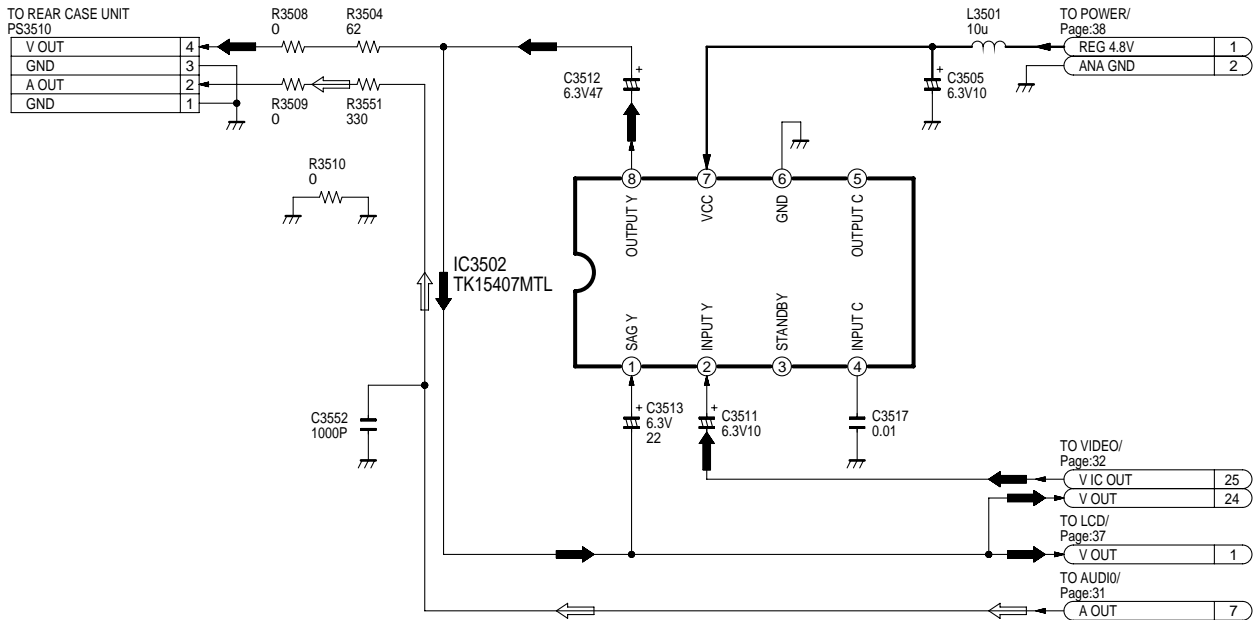 TO REAR CASE UNIT
PS3510
V OUT 4
GND 3
A OUT 2
GND 1
R3508
0
R3504
62
R3509
0
R3551
330
R3510
0
C3512
6.3V47
+
L3501
10u
C3505
6.3V10
+
TO POWER/
Page:38
REG 4.8V 1
ANA GND 2
IC3502
TK15407MTL
8 7 6 5
OUTPUT Y
VCC
GND
OUTPUT C
SAG Y
INPUT Y
STANDBY
INPUT C
1 2 3 4
C3552
1000P
+ C3513
6.3V
22
+ C3511
6.3V10
C3517
0.01
TO VIDEO/
Page:32
V IC OUT 25
V OUT 24
TO LCD/
Page:37
V OUT 1
TO AUDI0/
Page:31
A OUT 7